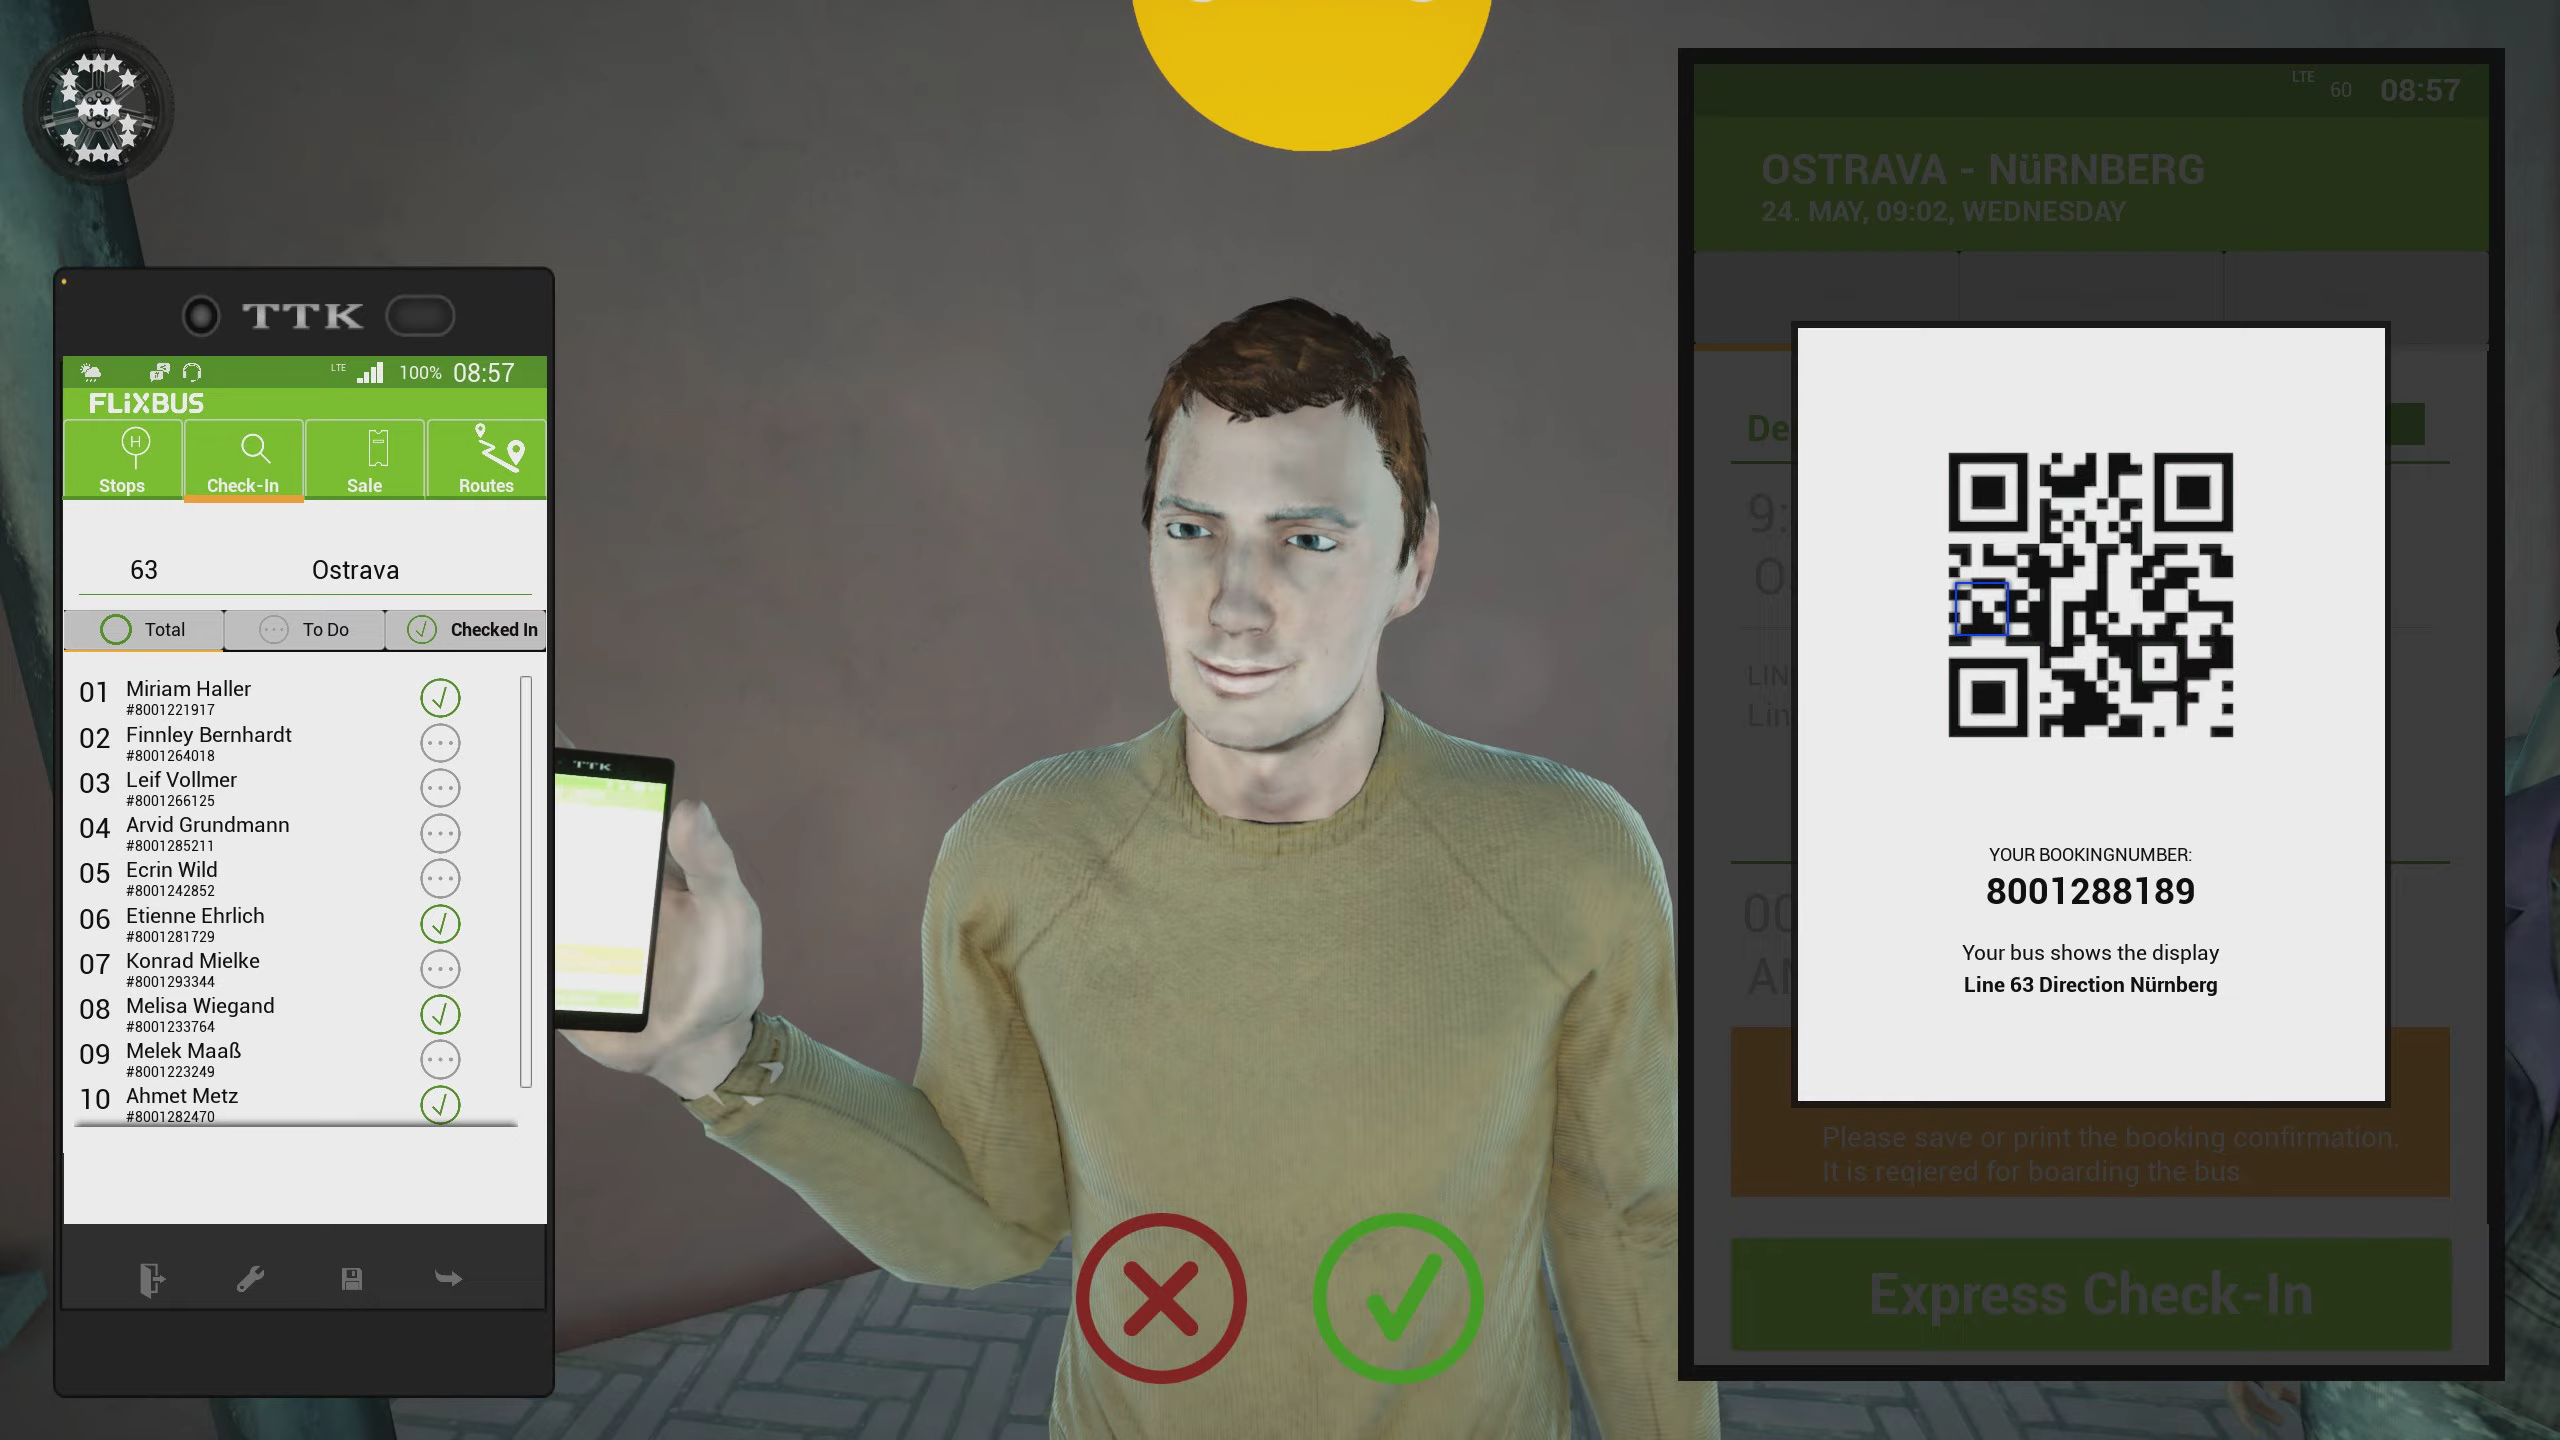 TTK
LTE 100% 08:57
FLiXBUS
Stops Check-In Sale Routes
63 Ostrava
Total To Do Checked In
01 Miriam Haller
#8001221917
02 Finnley Bernhardt
#8001264018
03 Leif Vollmer
#8001266125
04 Arvid Grundmann
#8001285211
05 Ecrin Wild
#8001242852
06 Etienne Ehrlich
#8001281729
07 Konrad Mielke
#8001293344
08 Melisa Wiegand
#8001233764
09 Melek Maaß
#8001223249
10 Ahmet Metz
#8001282470
TTK
LTE 60 08:57
OSTRAVA - NüRNBERG
24. MAY, 09:02, WEDNESDAY
YOUR BOOKINGNUMBER:
8001288189
Your bus shows the display
Line 63 Direction Nürnberg
Please save or print the booking confirmation.
It is reqiered for boarding the bus
Express Check-In